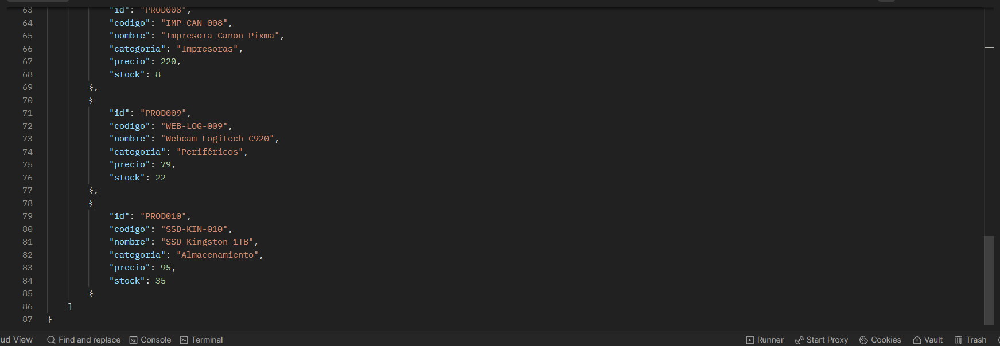 63 "id": "PROD008",
64 "codigo": "IMP-CAN-008",
65 "nombre": "Impresora Canon Pixma",
66 "categoria": "Impresoras",
67 "precio": 220,
68 "stock": 8
69 },
70 {
71 "id": "PROD009",
72 "codigo": "WEB-LOG-009",
73 "nombre": "Webcam Logitech C920",
74 "categoria": "Periféricos",
75 "precio": 79,
76 "stock": 22
77 },
78 {
79 "id": "PROD010",
80 "codigo": "SSD-KIN-010",
81 "nombre": "SSD Kingston 1TB",
82 "categoria": "Almacenamiento",
83 "precio": 95,
84 "stock": 35
85 }
86 ]
87 }
ud View Find and replace Console Terminal Runner Start Proxy Cookies Vault Trash